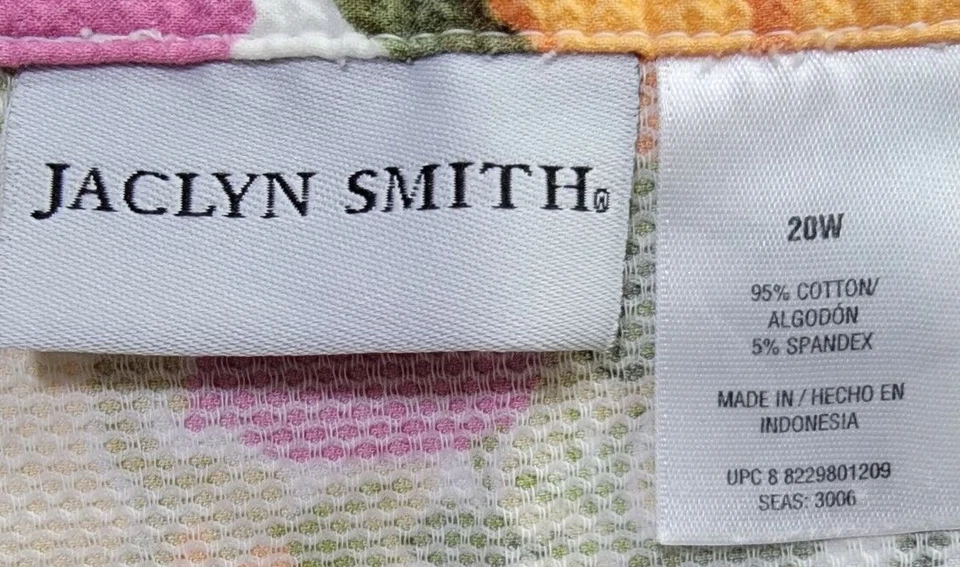 JACLYN SMITH®
20W
95% COTTON/
ALGODÓN
5% SPANDEX
MADE IN / HECHO EN
INDONESIA
UPC 8 8229801209
SEAS: 3006